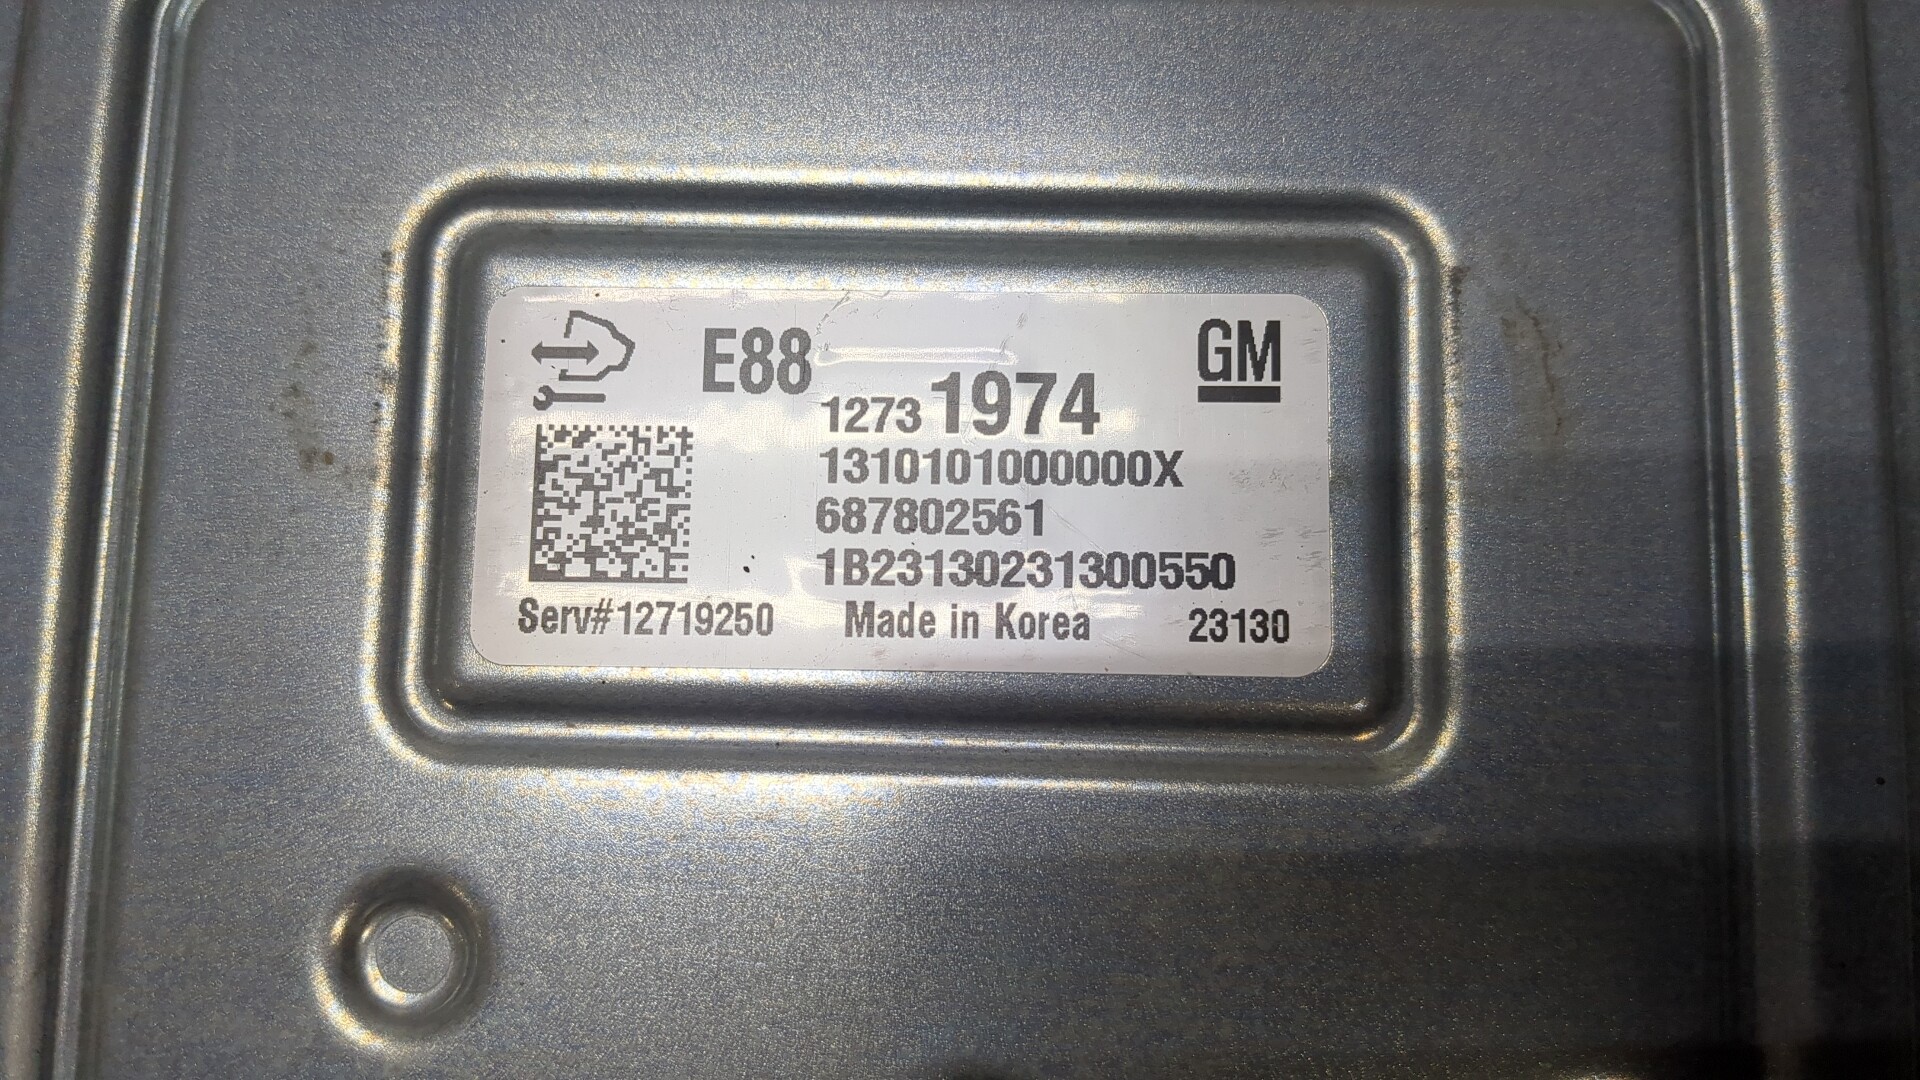 E88 GM
1273 1974
1310101000000X
687802561
1B23130231300550
Serv#12719250 Made in Korea 23130